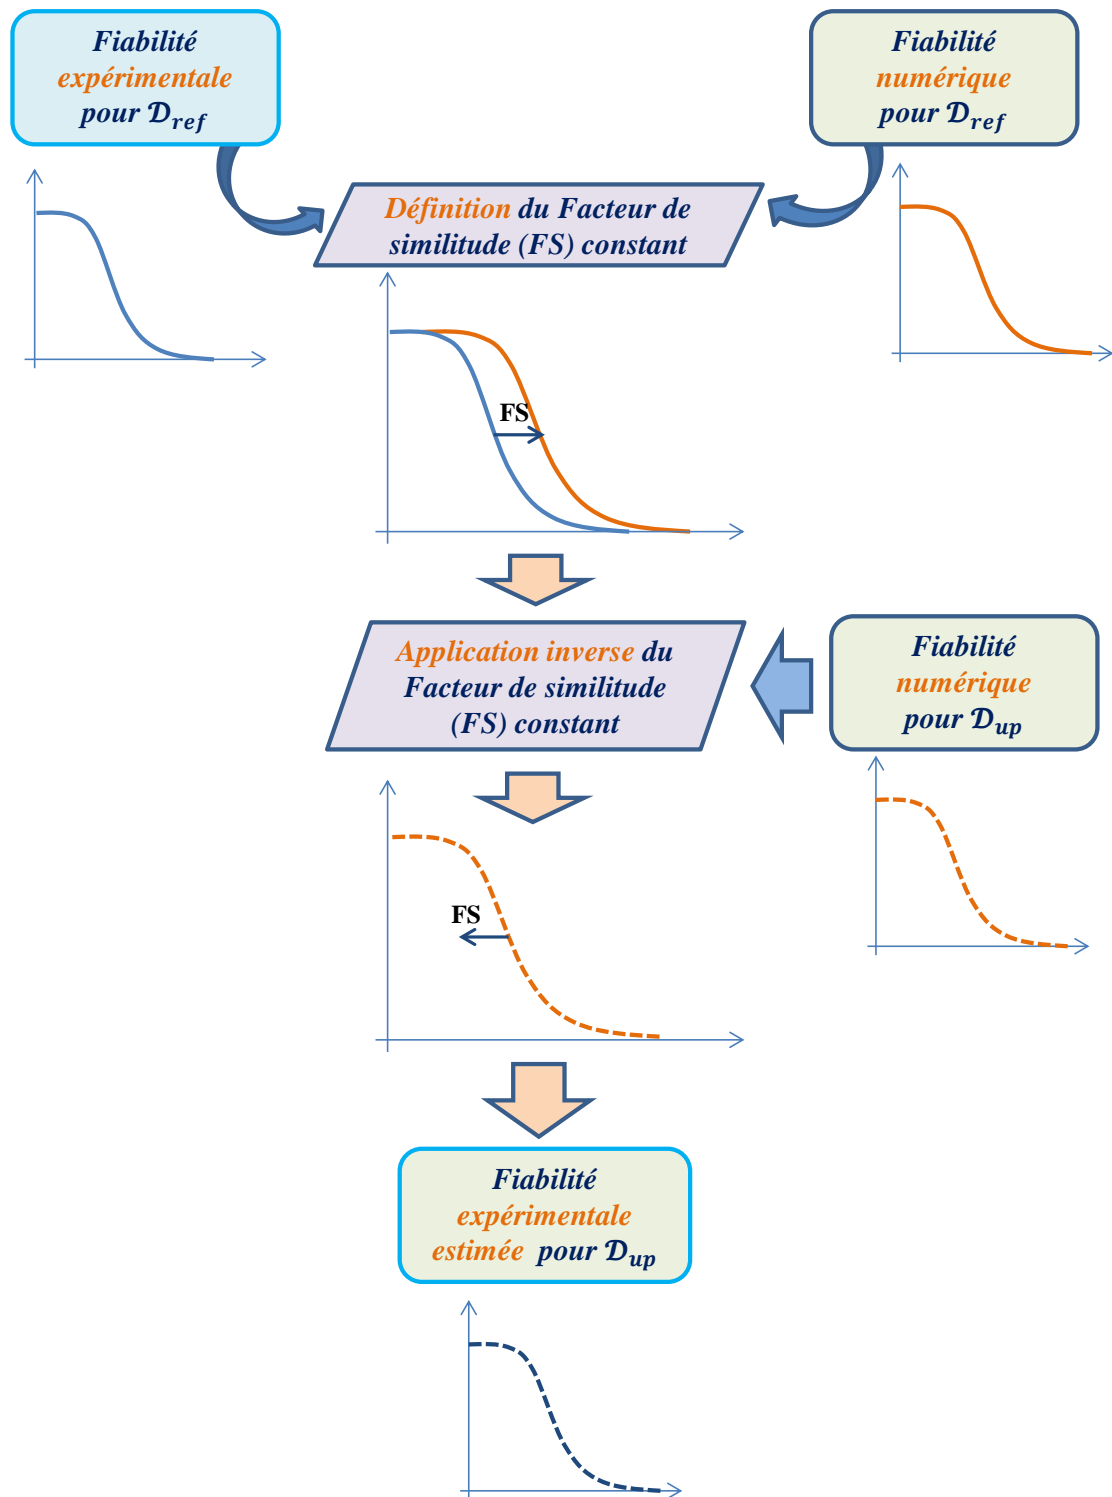 Fiabilité
expérimentale
pour 𝒟ref
Fiabilité
numérique
pour 𝒟ref
Définition du Facteur de
similitude (FS) constant
FS
Application inverse du
Facteur de similitude
(FS) constant
Fiabilité
numérique
pour 𝒟up
FS
Fiabilité
expérimentale
estimée pour 𝒟up